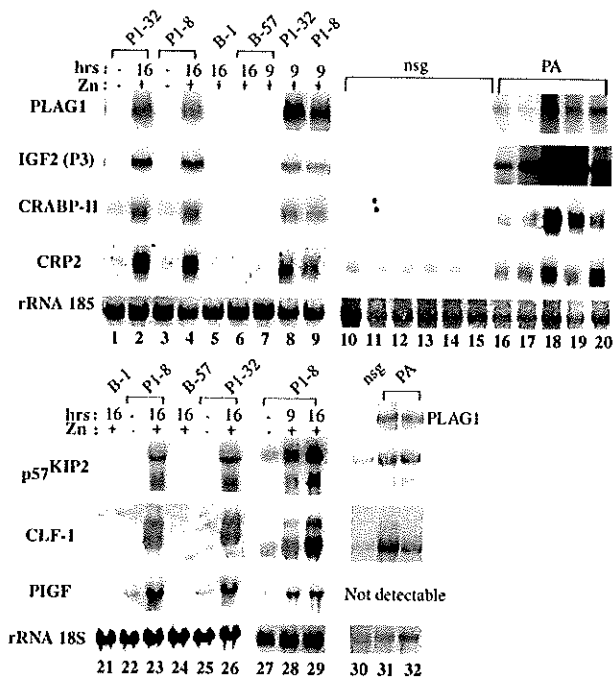 P1-32 P1-8 B-1 B-57 P1-32 P1-8
hrs: - 16 - 16 16 16 9 9 9 nsg PA
Zn : - + - + + + + + +
PLAG1
IGF2 (P3)
CRABP-II
CRP2
rRNA 18S
1 2 3 4 5 6 7 8 9 10 11 12 13 14 15 16 17 18 19 20
B-1 P1-8 B-57 P1-32 P1-8 nsg PA
hrs: 16 - 16 16 - 16 - 9 16
Zn : + - + + - + - + +
PLAG1
p57KIP2
CLF-1
PIGF Not detectable
rRNA 18S
21 22 23 24 25 26 27 28 29 30 31 32